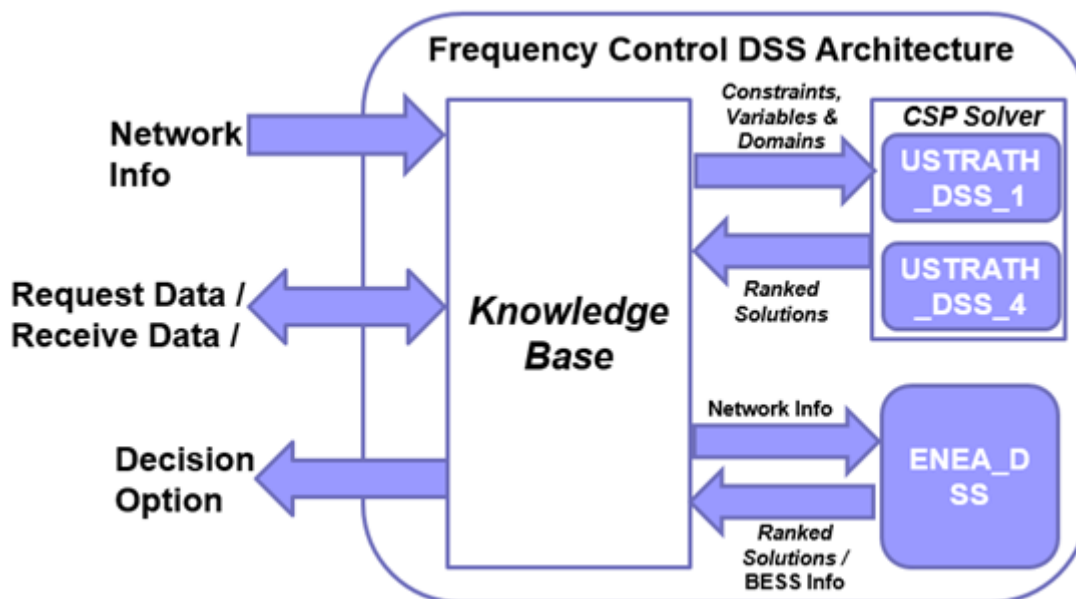 Frequency Control DSS Architecture
Network
Info
Request Data /
Receive Data /
Decision
Option
Knowledge
Base
Constraints,
Variables &
Domains
Ranked
Solutions
CSP Solver
USTRATH
_DSS_1
USTRATH
_DSS_4
Network Info
Ranked
Solutions /
BESS Info
ENEA_D
SS